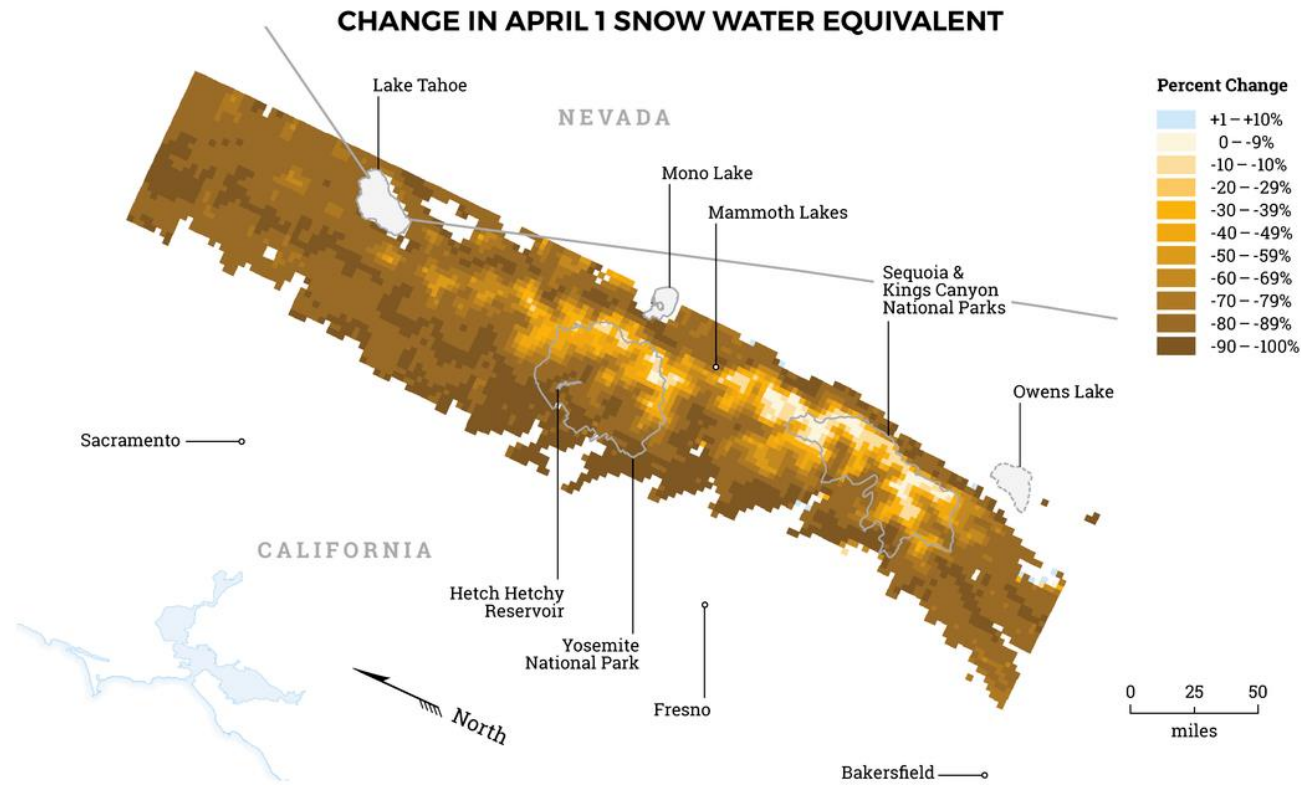 CHANGE IN APRIL 1 SNOW WATER EQUIVALENT
Lake Tahoe
NEVADA
Mono Lake
Mammoth Lakes
Sequoia &
Kings Canyon
National Parks
Owens Lake
Percent Change
+1 – +10%
0 – -9%
-10 – -10%
-20 – -29%
-30 – -39%
-40 – -49%
-50 – -59%
-60 – -69%
-70 – -79%
-80 – -89%
-90 – -100%
Sacramento
CALIFORNIA
Hetch Hetchy
Reservoir
Yosemite
National Park
Fresno
North
Bakersfield
0 25 50
miles